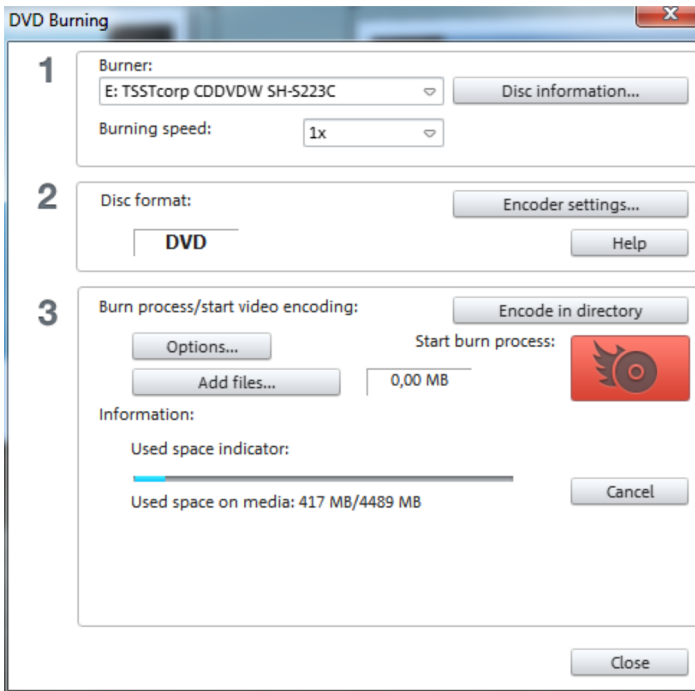 DVD Burning
1
Burner:
E: TSSTcorp CDDVDW SH-S223C
Disc information...
Burning speed:
1x
2
Disc format:
Encoder settings...
DVD
Help
3
Burn process/start video encoding:
Encode in directory
Options...
Start burn process:
Add files...
0,00 MB
Information:
Used space indicator:
Used space on media: 417 MB/4489 MB
Cancel
Close